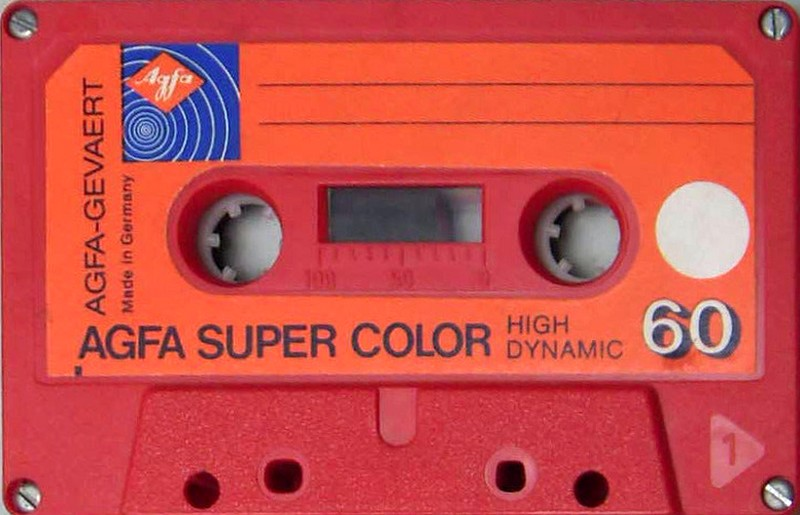 Agfa
AGFA-GEVAERT
Made in Germany
100 50 0
AGFA SUPER COLOR
HIGH
DYNAMIC
60
1